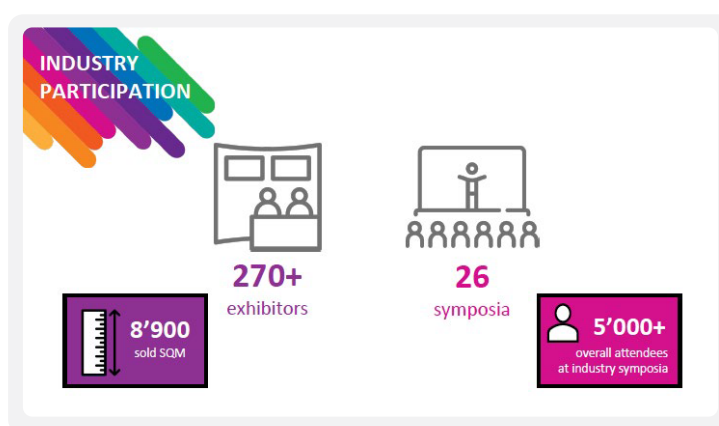 INDUSTRY
PARTICIPATION
270+
exhibitors
26
symposia
8’900
sold SQM
5’000+
overall attendees
at industry symposia